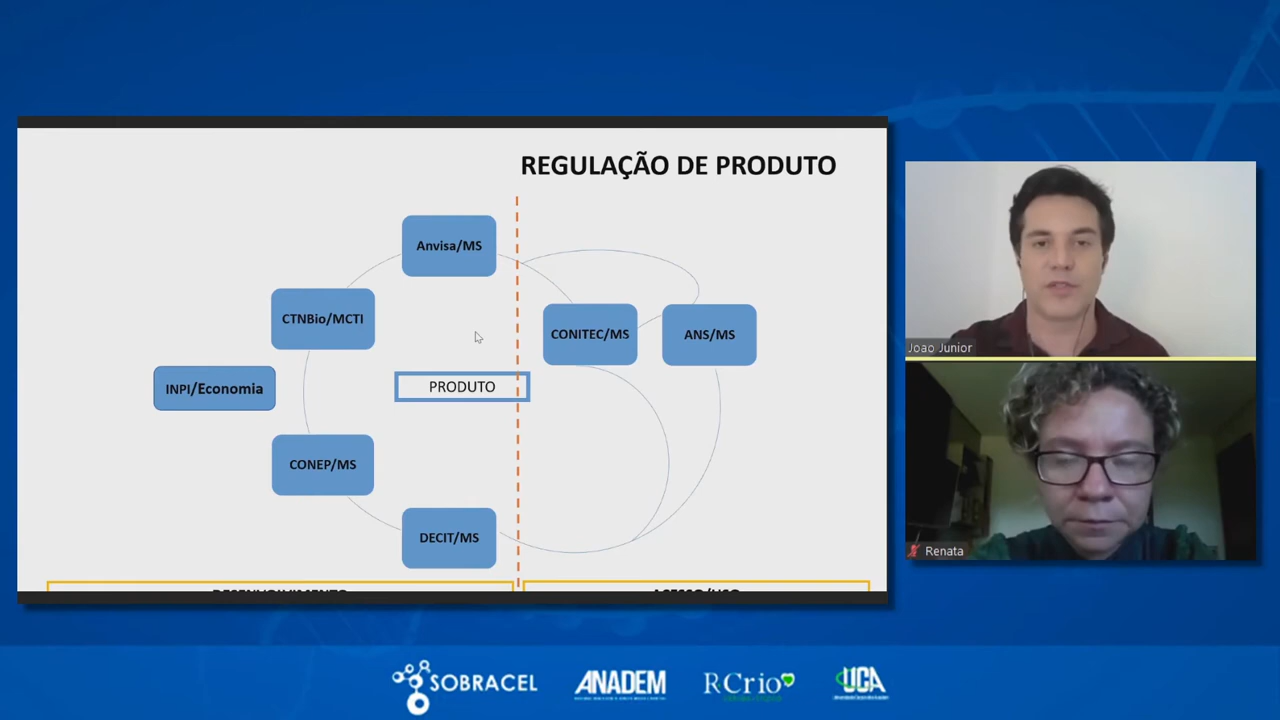 REGULAÇÃO DE PRODUTO
Anvisa/MS
CTNBio/MCTI
CONITEC/MS
ANS/MS
INPI/Economia
PRODUTO
CONEP/MS
DECIT/MS
Joao Junior
Renata
SOBRACEL
ANADEM
RCrio
UCA